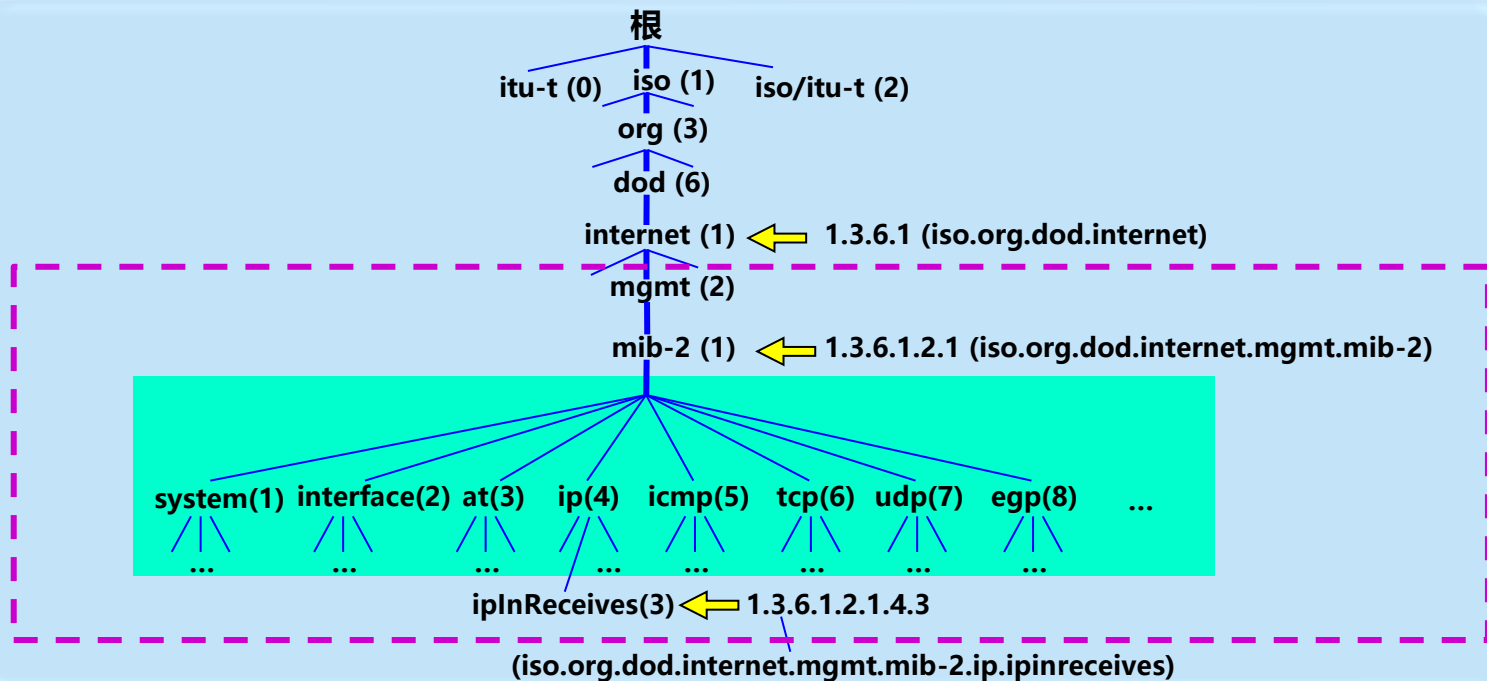 根
itu-t (0) iso (1) iso/itu-t (2)
org (3)
dod (6)
internet (1) 1.3.6.1 (iso.org.dod.internet)
mgmt (2)
mib-2 (1) 1.3.6.1.2.1 (iso.org.dod.internet.mgmt.mib-2)
system(1) interface(2) at(3) ip(4) icmp(5) tcp(6) udp(7) egp(8) ...
... ... ... ... ... ... ... ...
ipInReceives(3) 1.3.6.1.2.1.4.3
(iso.org.dod.internet.mgmt.mib-2.ip.ipinreceives)